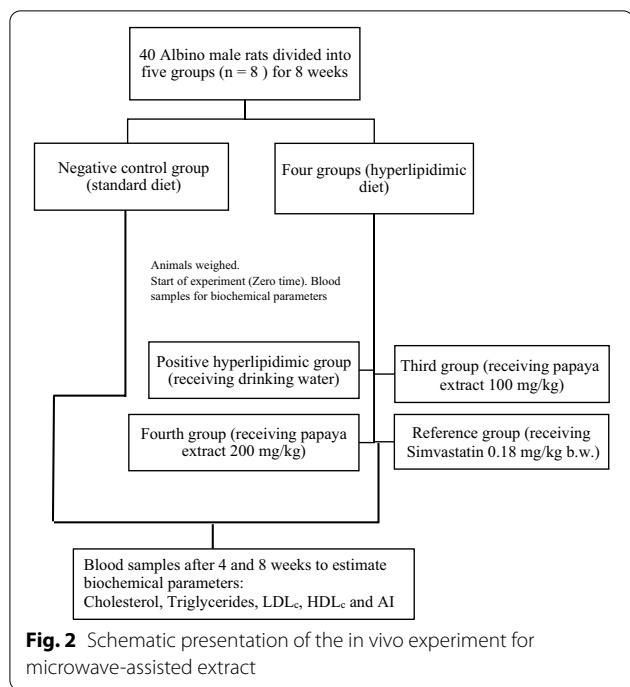 40 Albino male rats divided into
five groups (n = 8 ) for 8 weeks
Negative control group
(standard diet)
Four groups (hyperlipidimic
diet)
Animals weighed.
Start of experiment (Zero time). Blood
samples for biochemical parameters
Positive hyperlipidimic group
(receiving drinking water)
Third group (receiving papaya
extract 100 mg/kg)
Fourth group (receiving papaya
extract 200 mg/kg)
Reference group (receiving
Simvastatin 0.18 mg/kg b.w.)
Blood samples after 4 and 8 weeks to estimate
biochemical parameters:
Cholesterol, Triglycerides, LDLc, HDLc and AI
Fig. 2 Schematic presentation of the in vivo experiment for
microwave-assisted extract